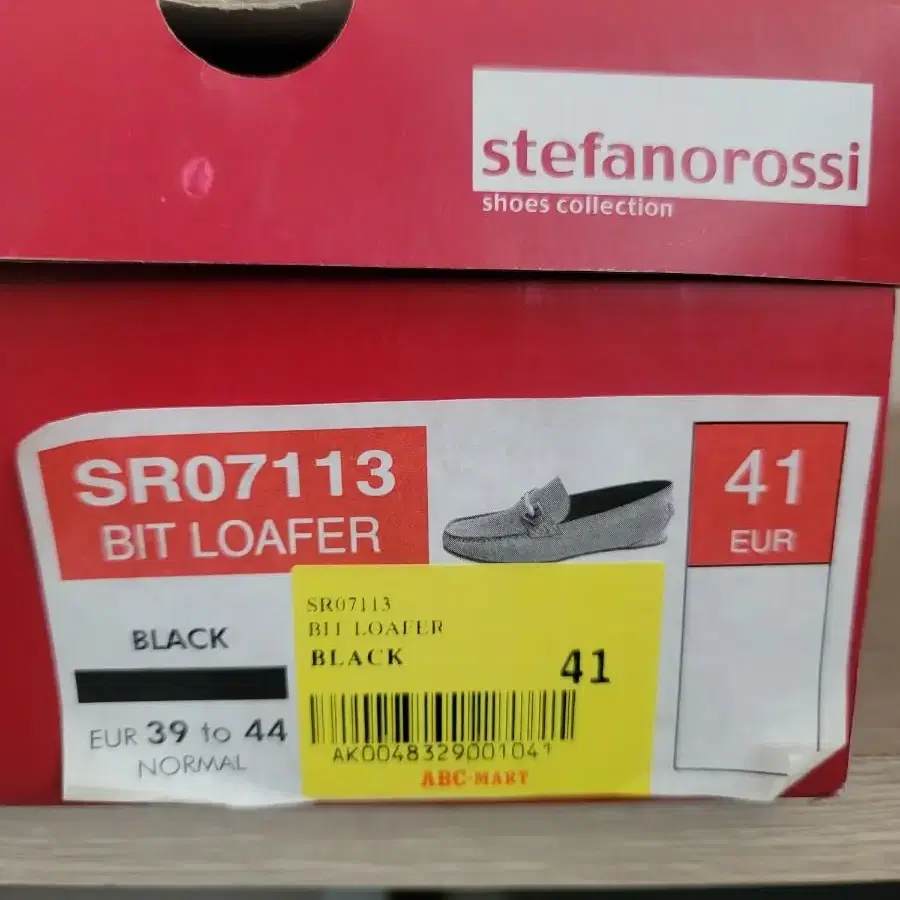 stefanorossi
shoes collection
SR07113
BIT LOAFER
41
EUR
BLACK
EUR 39 to 44
NORMAL
SR07113
BIT LOAFER
BLACK
41
AK0048329001041
ABC-MART